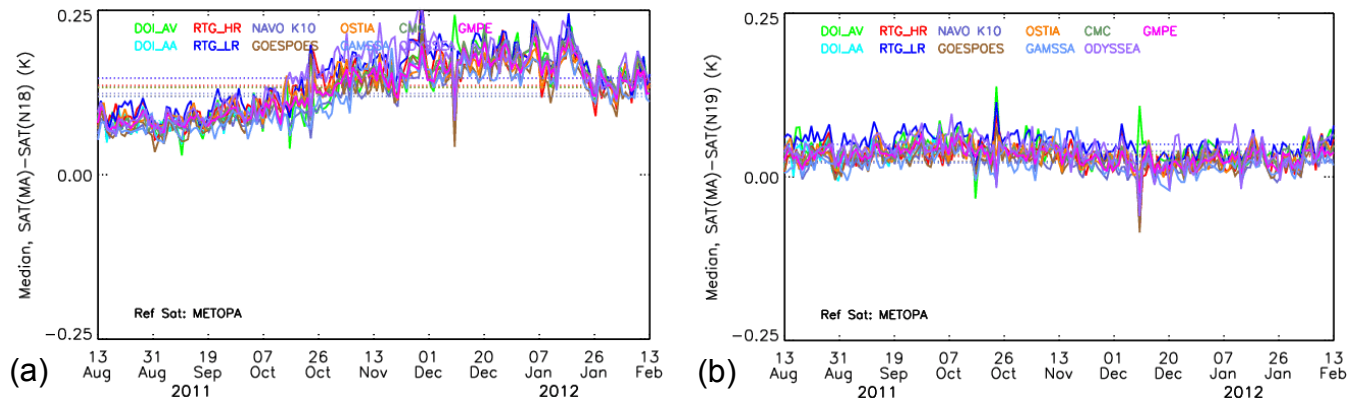 0.25
DOI_AV RTG_HR NAVO K10 OSTIA CMC GMPE
DOI_AA RTG_LR GOESPOES GAMSSA ODYSSEA
Median, SAT(MA)-SAT(N18) (K)
0.00
Ref Sat: METOPA
-0.25
13 31 19 07 26 13 01 20 07 26 13
Aug Aug Sep Oct Oct Nov Dec Dec Jan Jan Feb
2011 2012
(a)
0.25
DOI_AV RTG_HR NAVO K10 OSTIA CMC GMPE
DOI_AA RTG_LR GOESPOES GAMSSA ODYSSEA
Median, SAT(MA)-SAT(N19) (K)
0.00
Ref Sat: METOPA
-0.25
13 31 19 07 26 13 01 20 07 26 13
Aug Aug Sep Oct Oct Nov Dec Dec Jan Jan Feb
2011 2012
(b)